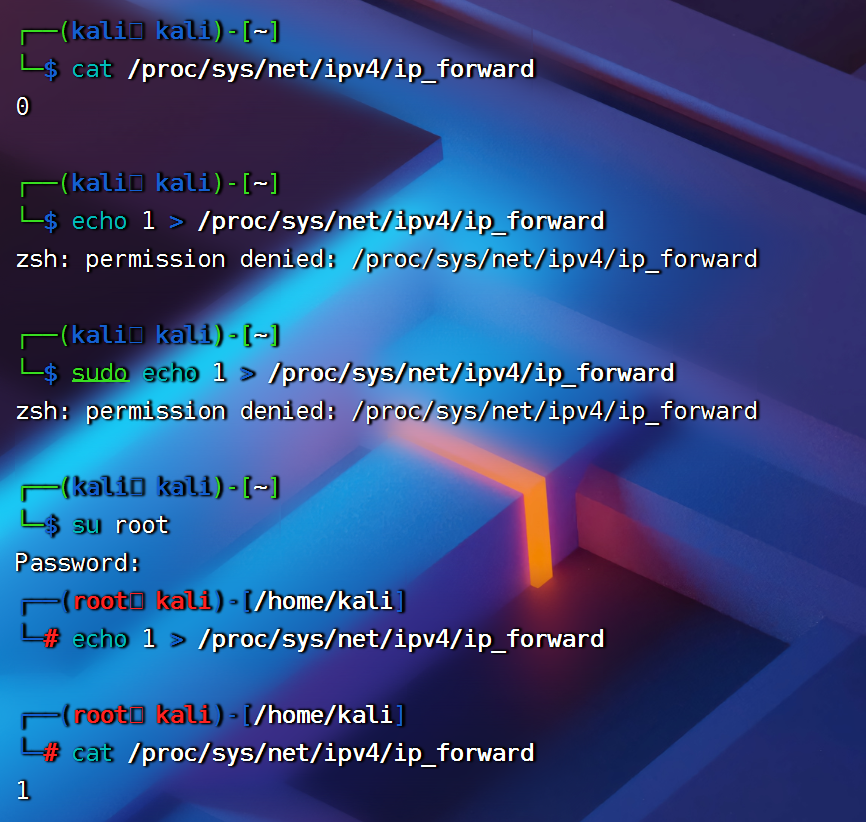 ┌──(kali㉿ kali)-[~]
└─$ cat /proc/sys/net/ipv4/ip_forward
0
┌──(kali㉿ kali)-[~]
└─$ echo 1 > /proc/sys/net/ipv4/ip_forward
zsh: permission denied: /proc/sys/net/ipv4/ip_forward
┌──(kali㉿ kali)-[~]
└─$ sudo echo 1 > /proc/sys/net/ipv4/ip_forward
zsh: permission denied: /proc/sys/net/ipv4/ip_forward
┌──(kali㉿ kali)-[~]
└─$ su root
Password:
┌──(root㉿ kali)-[/home/kali]
└─# echo 1 > /proc/sys/net/ipv4/ip_forward
┌──(root㉿ kali)-[/home/kali]
└─# cat /proc/sys/net/ipv4/ip_forward
1